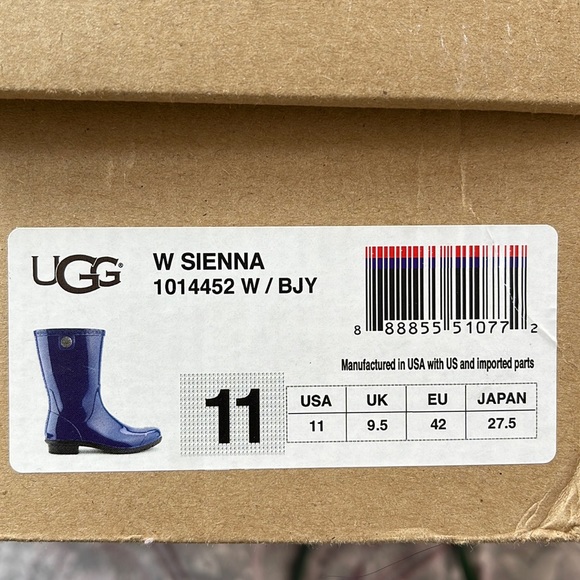 UGG®
W SIENNA
1014452 W / BJY
8 88855 51077 2
Manufactured in USA with US and imported parts
11
USA UK EU JAPAN
11 9.5 42 27.5